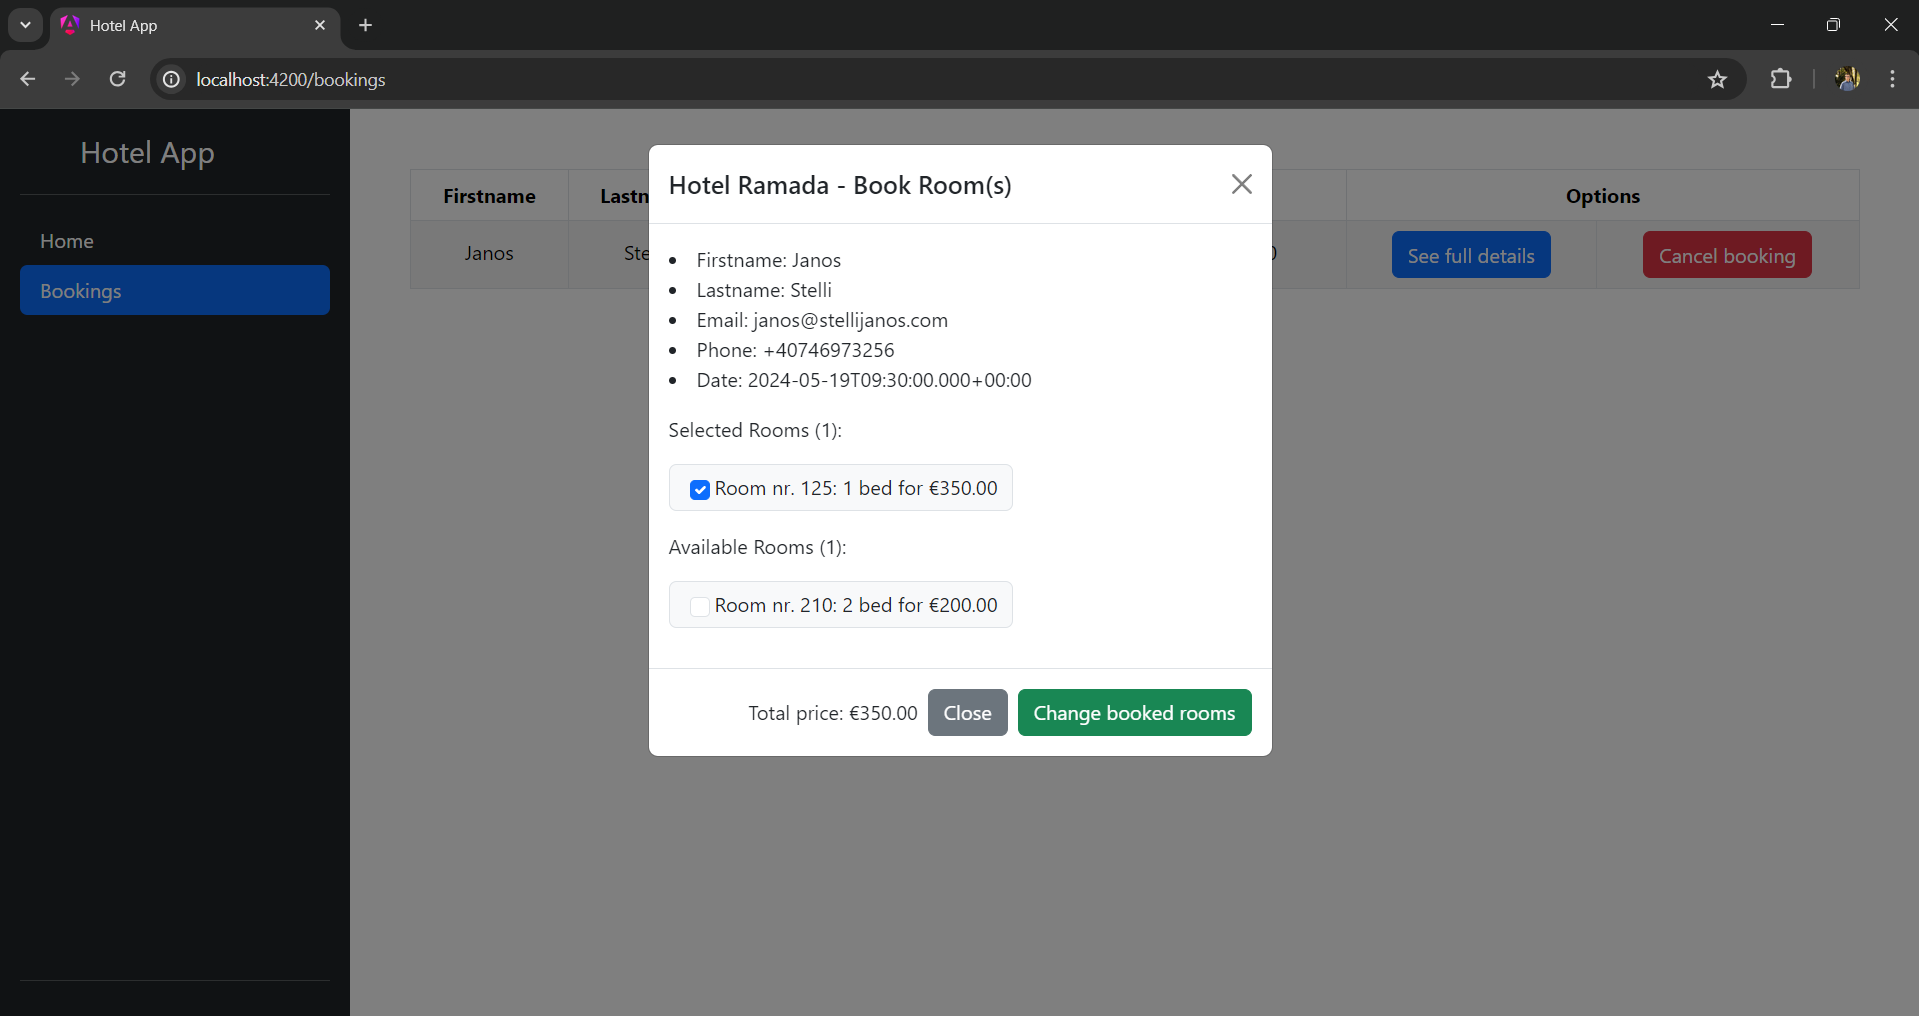 Hotel App
localhost:4200/bookings
Hotel App
Home
Bookings
Firstname
Options
Janos
See full details
Cancel booking
Hotel Ramada - Book Room(s)
Firstname: Janos
Lastname: Stelli
Email: janos@stellijanos.com
Phone: +40746973256
Date: 2024-05-19T09:30:00.000+00:00
Selected Rooms (1):
Room nr. 125: 1 bed for €350.00
Available Rooms (1):
Room nr. 210: 2 bed for €200.00
Total price: €350.00
Close
Change booked rooms